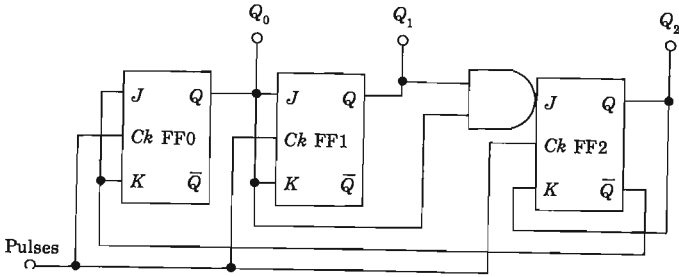 Q₀
Q₁
Q₂
J Q
Ck FF0
K Q̅
J Q
Ck FF1
K Q̅
J Q
Ck FF2
K Q̅
Pulses